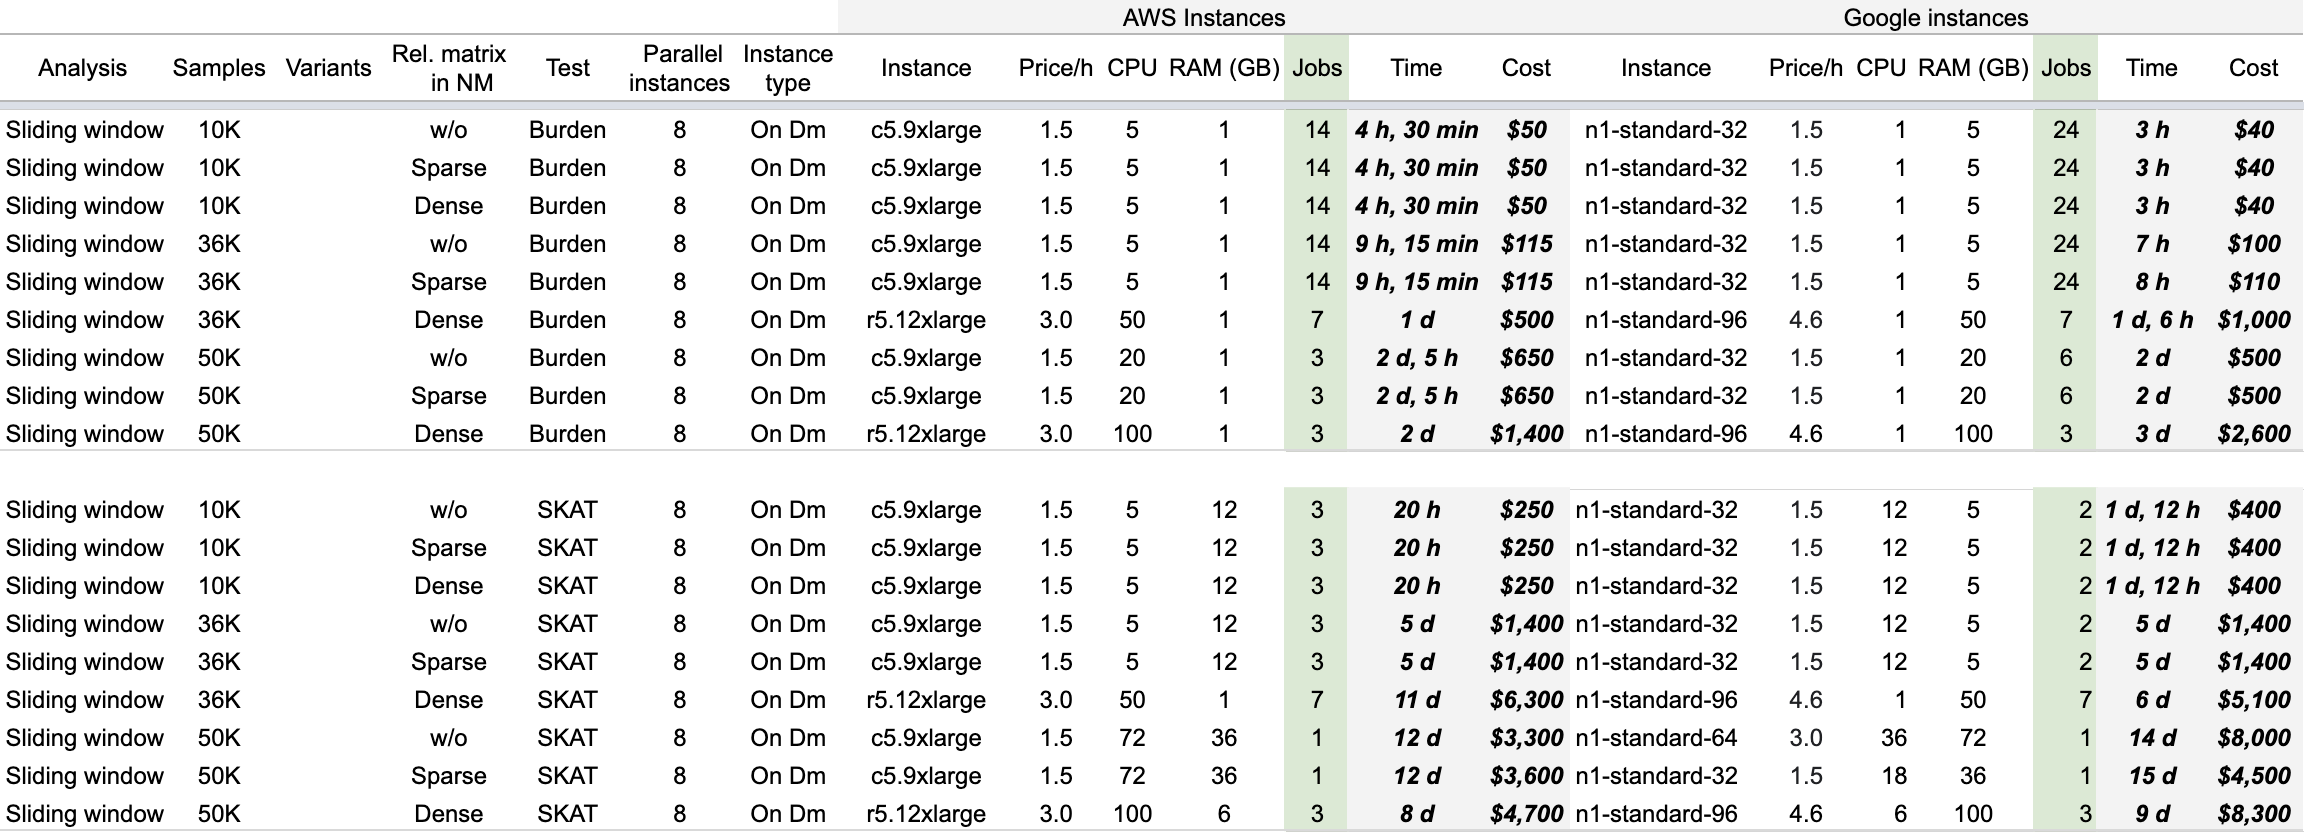 AWS Instances Google instances
Analysis Samples Variants Rel. matrix in NM Test Parallel instances Instance type Instance Price/h CPU RAM (GB) Jobs Time Cost Instance Price/h CPU RAM (GB) Jobs Time Cost
Sliding window 10K w/o Burden 8 On Dm c5.9xlarge 1.5 5 1 14 4 h, 30 min $50 n1-standard-32 1.5 1 5 24 3 h $40
Sliding window 10K Sparse Burden 8 On Dm c5.9xlarge 1.5 5 1 14 4 h, 30 min $50 n1-standard-32 1.5 1 5 24 3 h $40
Sliding window 10K Dense Burden 8 On Dm c5.9xlarge 1.5 5 1 14 4 h, 30 min $50 n1-standard-32 1.5 1 5 24 3 h $40
Sliding window 36K w/o Burden 8 On Dm c5.9xlarge 1.5 5 1 14 9 h, 15 min $115 n1-standard-32 1.5 1 5 24 7 h $100
Sliding window 36K Sparse Burden 8 On Dm c5.9xlarge 1.5 5 1 14 9 h, 15 min $115 n1-standard-32 1.5 1 5 24 8 h $110
Sliding window 36K Dense Burden 8 On Dm r5.12xlarge 3.0 50 1 7 1 d $500 n1-standard-96 4.6 1 50 7 1 d, 6 h $1,000
Sliding window 50K w/o Burden 8 On Dm c5.9xlarge 1.5 20 1 3 2 d, 5 h $650 n1-standard-32 1.5 1 20 6 2 d $500
Sliding window 50K Sparse Burden 8 On Dm c5.9xlarge 1.5 20 1 3 2 d, 5 h $650 n1-standard-32 1.5 1 20 6 2 d $500
Sliding window 50K Dense Burden 8 On Dm r5.12xlarge 3.0 100 1 3 2 d $1,400 n1-standard-96 4.6 1 100 3 3 d $2,600
Sliding window 10K w/o SKAT 8 On Dm c5.9xlarge 1.5 5 12 3 20 h $250 n1-standard-32 1.5 12 5 2 1 d, 12 h $400
Sliding window 10K Sparse SKAT 8 On Dm c5.9xlarge 1.5 5 12 3 20 h $250 n1-standard-32 1.5 12 5 2 1 d, 12 h $400
Sliding window 10K Dense SKAT 8 On Dm c5.9xlarge 1.5 5 12 3 20 h $250 n1-standard-32 1.5 12 5 2 1 d, 12 h $400
Sliding window 36K w/o SKAT 8 On Dm c5.9xlarge 1.5 5 12 3 5 d $1,400 n1-standard-32 1.5 12 5 2 5 d $1,400
Sliding window 36K Sparse SKAT 8 On Dm c5.9xlarge 1.5 5 12 3 5 d $1,400 n1-standard-32 1.5 12 5 2 5 d $1,400
Sliding window 36K Dense SKAT 8 On Dm r5.12xlarge 3.0 50 1 7 11 d $6,300 n1-standard-96 4.6 1 50 7 6 d $5,100
Sliding window 50K w/o SKAT 8 On Dm c5.9xlarge 1.5 72 36 1 12 d $3,300 n1-standard-64 3.0 36 72 1 14 d $8,000
Sliding window 50K Sparse SKAT 8 On Dm c5.9xlarge 1.5 72 36 1 12 d $3,600 n1-standard-32 1.5 18 36 1 15 d $4,500
Sliding window 50K Dense SKAT 8 On Dm r5.12xlarge 3.0 100 6 3 8 d $4,700 n1-standard-96 4.6 6 100 3 9 d $8,300